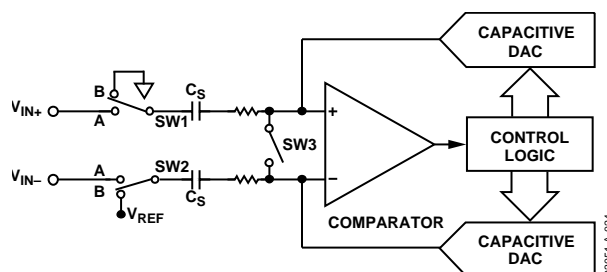 CAPACITIVE
DAC
B
CS
VIN+
A
SW1
+
SW3
CONTROL
LOGIC
VIN–
A
SW2
–
B
CS
VREF
COMPARATOR
CAPACITIVE
DAC